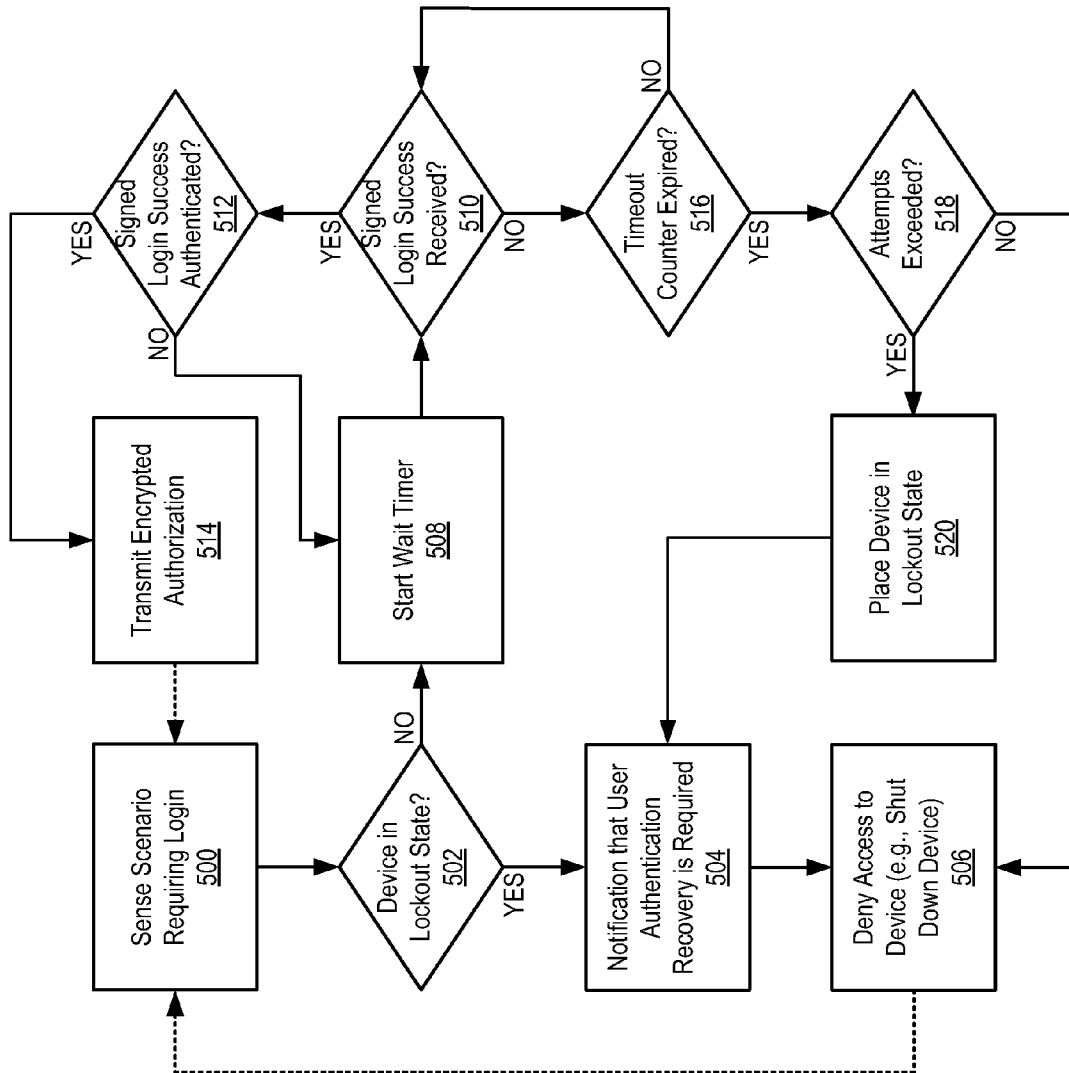 Sense Scenario
Requiring Login
500
Device in
Lockout State?
502
NO
YES
Notification that User
Authentication
Recovery is Required
504
Deny Access to
Device (e.g., Shut
Down Device)
506
Transmit Encrypted
Authorization
514
Start Wait Timer
508
Place Device in
Lockout State
520
Signed
Login Success
Authenticated?
512
YES
NO
Signed
Login Success
Received?
510
YES
NO
Timeout
Counter Expired?
516
NO
YES
Attempts
Exceeded?
518
YES
NO